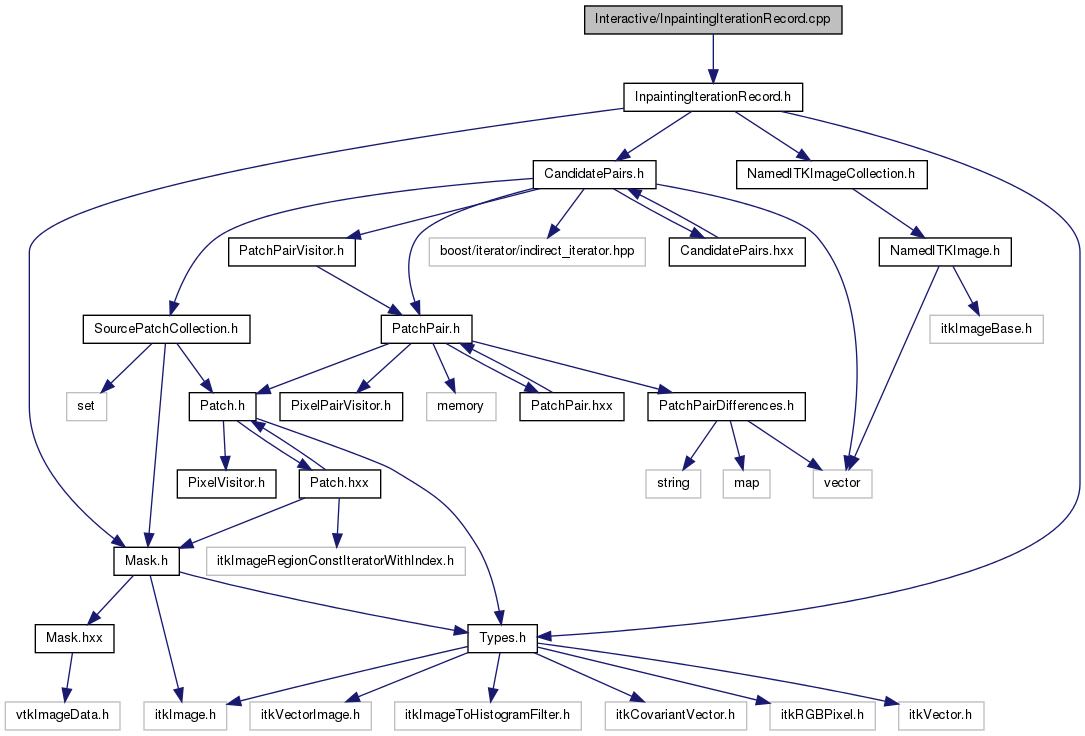 Interactive/InpaintingIterationRecord.cpp
InpaintingIterationRecord.h
CandidatePairs.h
NamedITKImageCollection.h
PatchPairVisitor.h
boost/iterator/indirect_iterator.hpp
CandidatePairs.hxx
NamedITKImage.h
SourcePatchCollection.h
PatchPair.h
itkImageBase.h
set
Patch.h
PixelPairVisitor.h
memory
PatchPair.hxx
PatchPairDifferences.h
PixelVisitor.h
Patch.hxx
string
map
vector
Mask.h
itkImageRegionConstIteratorWithIndex.h
Mask.hxx
Types.h
vtkImageData.h
itkImage.h
itkVectorImage.h
itkImageToHistogramFilter.h
itkCovariantVector.h
itkRGBPixel.h
itkVector.h